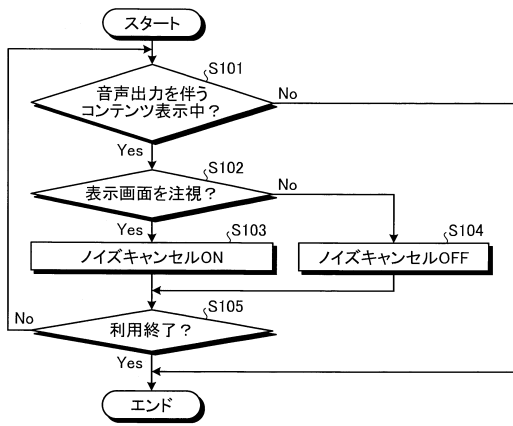 スタート
S101
音声出力を伴う
コンテンツ表示中？
No
Yes
S102
表示画面を注視？
No
Yes
S103
ノイズキャンセルON
S104
ノイズキャンセルOFF
S105
利用終了？
No
Yes
エンド